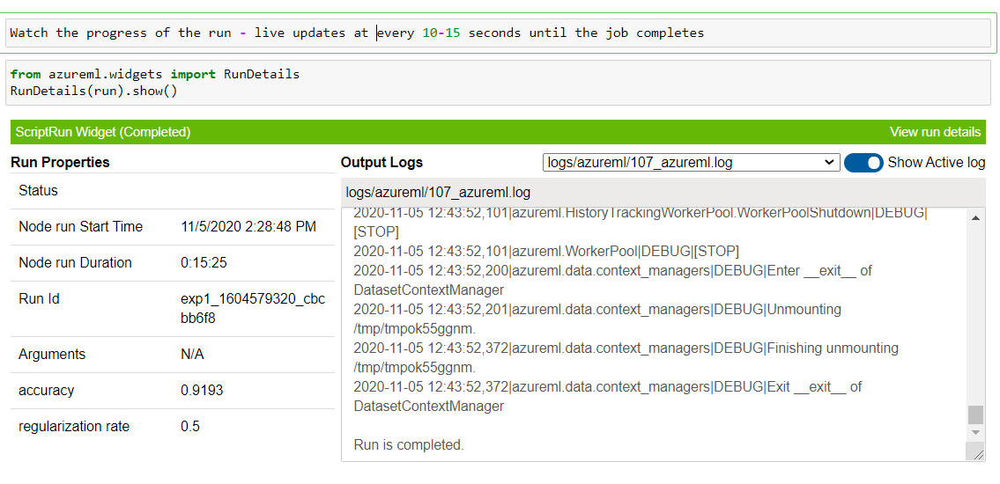 Watch the progress of the run - live updates at every 10-15 seconds until the job completes
from azureml.widgets import RunDetails
RunDetails(run).show()
ScriptRun Widget (Completed)
View run details
Run Properties
Status
Node run Start Time 11/5/2020 2:28:48 PM
Node run Duration 0:15:25
Run Id exp1_1604579320_cbc
bb6f8
Arguments N/A
accuracy 0.9193
regularization rate 0.5
Output Logs
logs/azureml/107_azureml.log
Show Active log
logs/azureml/107_azureml.log
2020-11-05 12:43:52,101|azureml.HistoryTrackingWorkerPool.WorkerPoolShutdown|DEBUG|
[STOP]
2020-11-05 12:43:52,101|azureml.WorkerPool|DEBUG|[STOP]
2020-11-05 12:43:52,200|azureml.data.context_managers|DEBUG|Enter __exit__ of
DatasetContextManager
2020-11-05 12:43:52,201|azureml.data.context_managers|DEBUG|Unmounting
/tmp/tmpok55ggnm.
2020-11-05 12:43:52,372|azureml.data.context_managers|DEBUG|Finishing unmounting
/tmp/tmpok55ggnm.
2020-11-05 12:43:52,372|azureml.data.context_managers|DEBUG|Exit __exit__ of
DatasetContextManager
Run is completed.